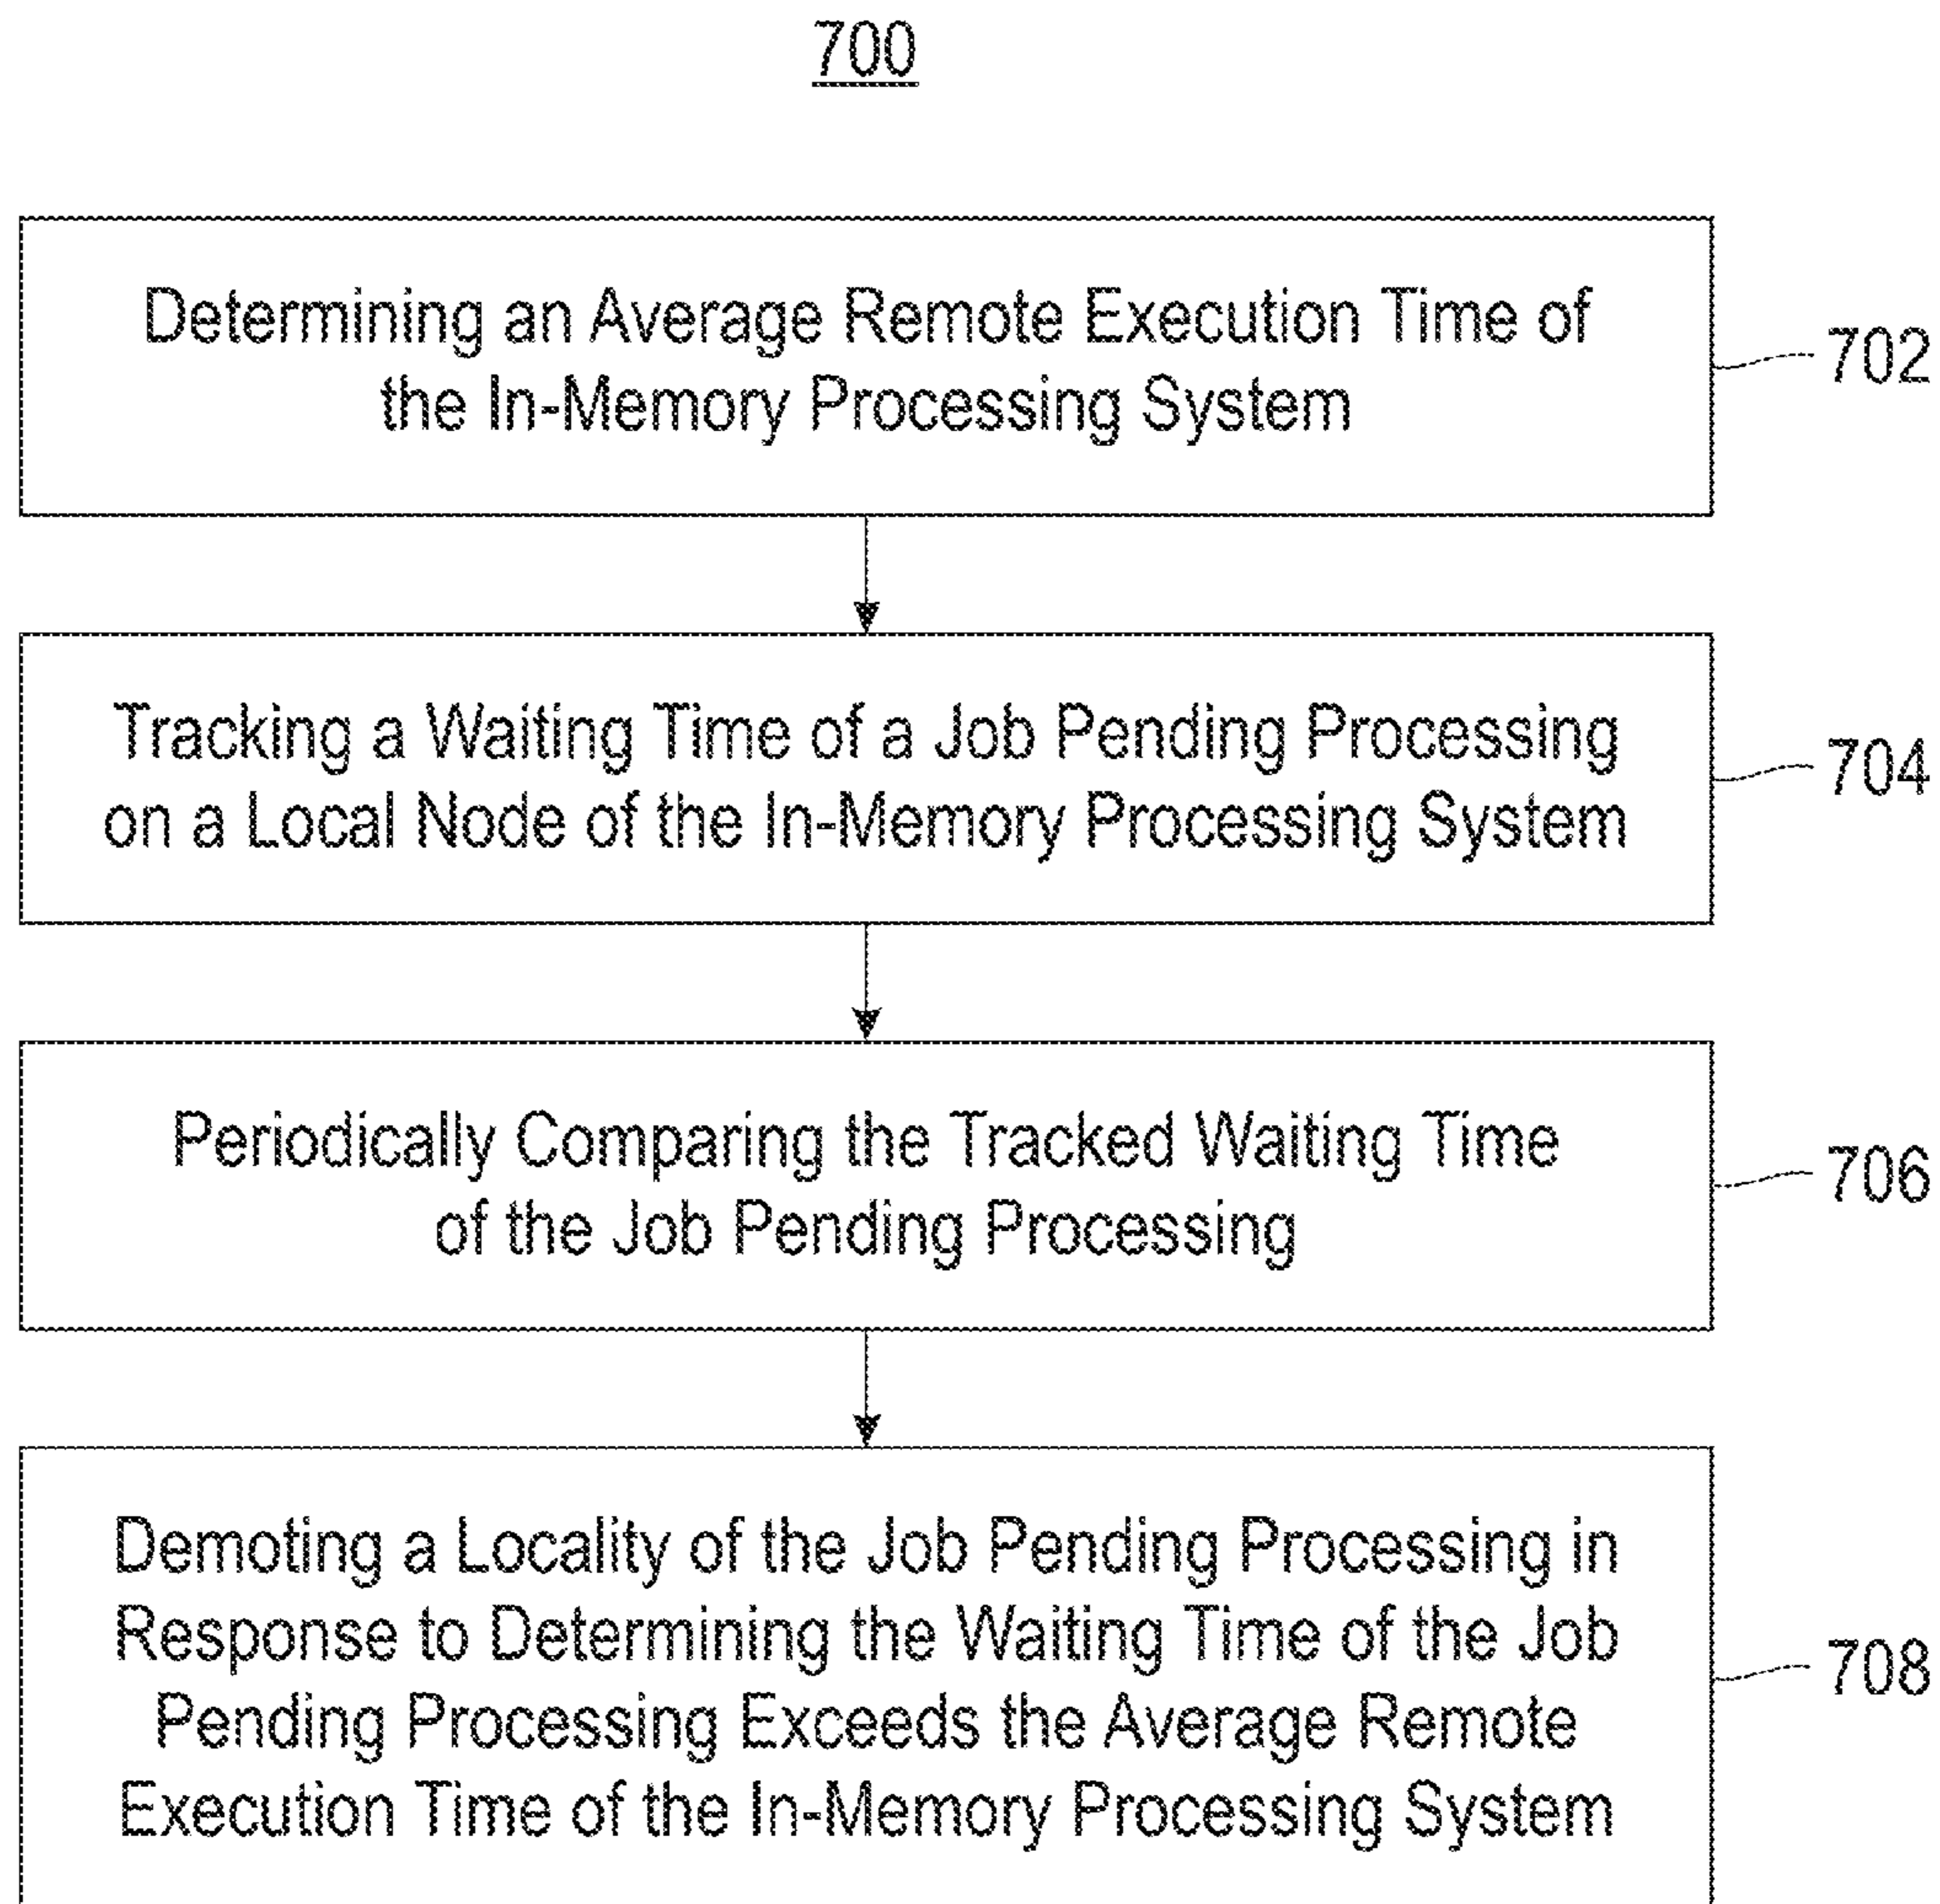 700
Determining an Average Remote Execution Time of
the In-Memory Processing System
702
Tracking a Waiting Time of a Job Pending Processing
on a Local Node of the In-Memory Processing System
704
Periodically Comparing the Tracked Waiting Time
of the Job Pending Processing
706
Demoting a Locality of the Job Pending Processing in
Response to Determining the Waiting Time of the Job
Pending Processing Exceeds the Average Remote
Execution Time of the In-Memory Processing System
708